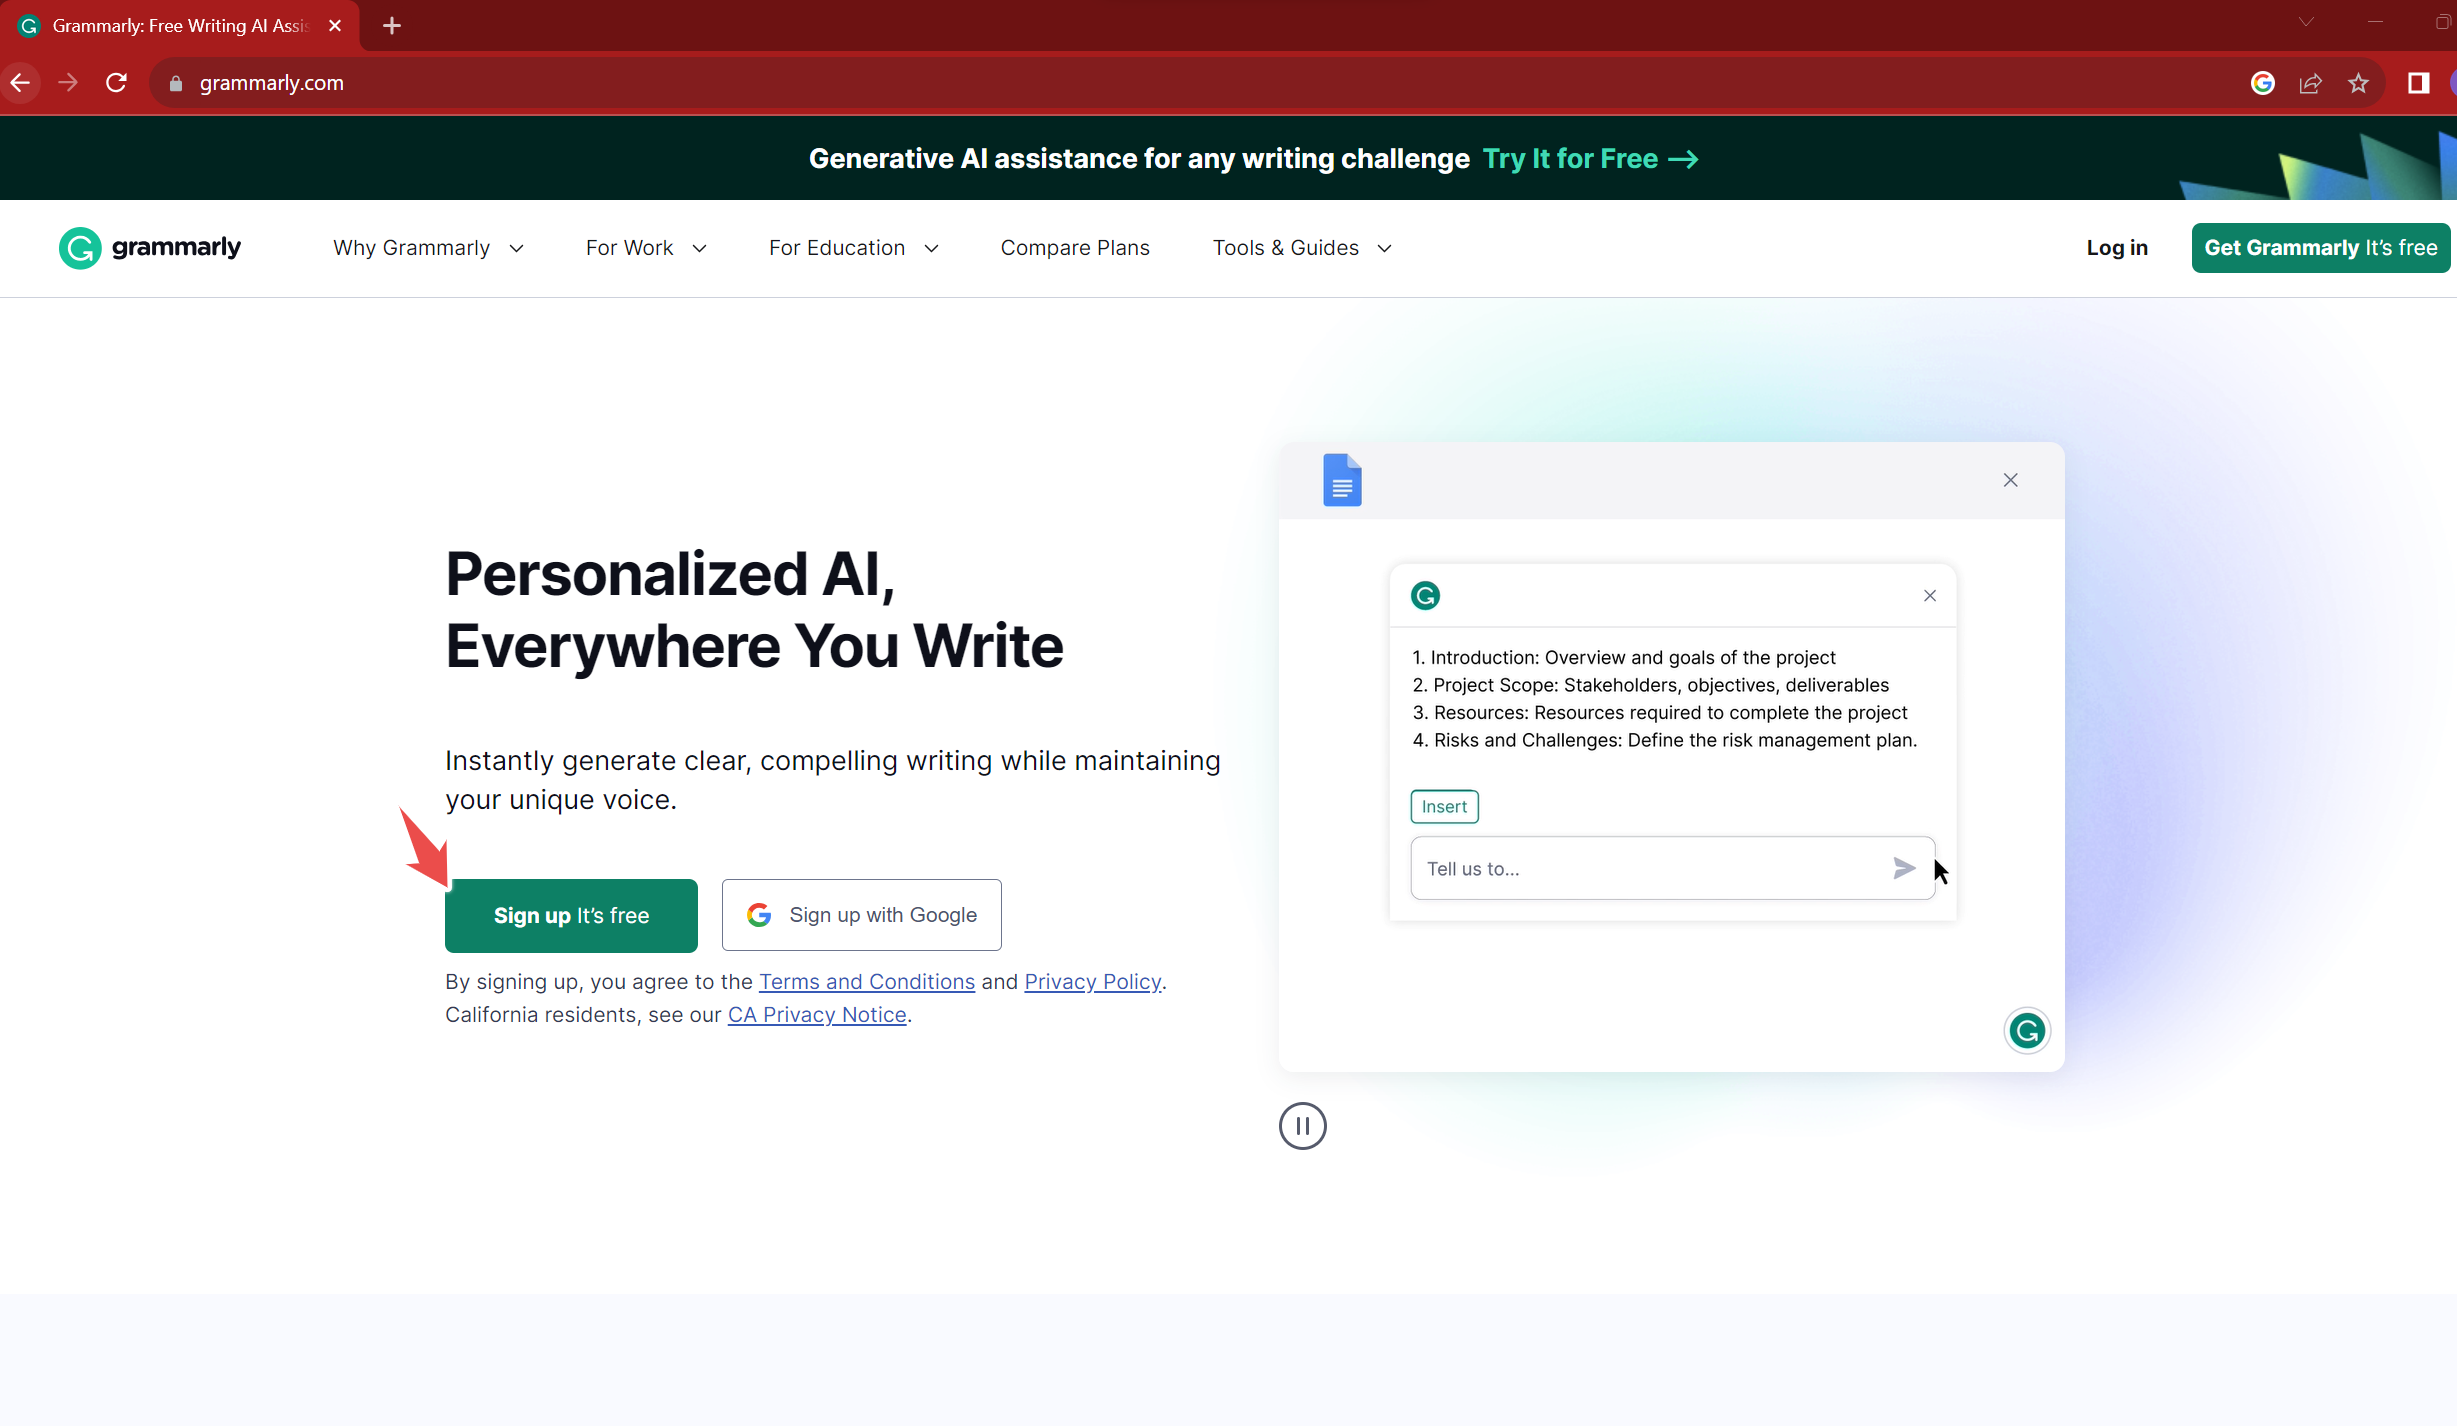 Grammarly: Free Writing AI Assis
grammarly.com
Generative AI assistance for any writing challenge Try It for Free →
grammarly Why Grammarly For Work For Education Compare Plans Tools & Guides Log in Get Grammarly It's free
Personalized AI,
Everywhere You Write
Instantly generate clear, compelling writing while maintaining
your unique voice.
Sign up It's free Sign up with Google
By signing up, you agree to the Terms and Conditions and Privacy Policy.
California residents, see our CA Privacy Notice.
1. Introduction: Overview and goals of the project
2. Project Scope: Stakeholders, objectives, deliverables
3. Resources: Resources required to complete the project
4. Risks and Challenges: Define the risk management plan.
Insert
Tell us to...